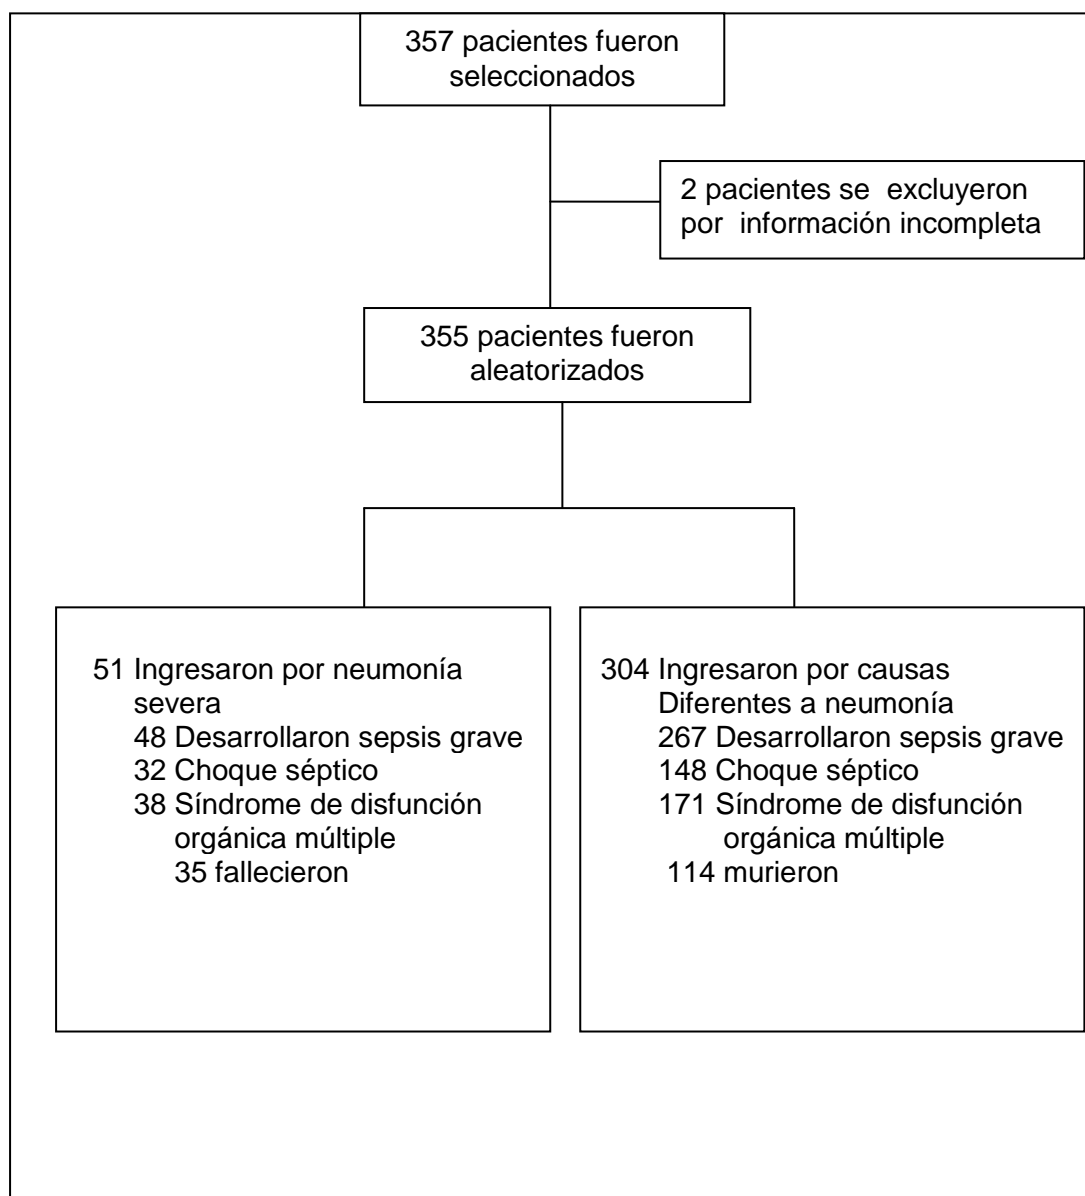 357 pacientes fueron
seleccionados
2 pacientes se excluyeron
por información incompleta
355 pacientes fueron
aleatorizados
51 Ingresaron por neumonía
severa
48 Desarrollaron sepsis grave
32 Choque séptico
38 Síndrome de disfunción
orgánica múltiple
35 fallecieron
304 Ingresaron por causas
Diferentes a neumonía
267 Desarrollaron sepsis grave
148 Choque séptico
171 Síndrome de disfunción
orgánica múltiple
114 murieron